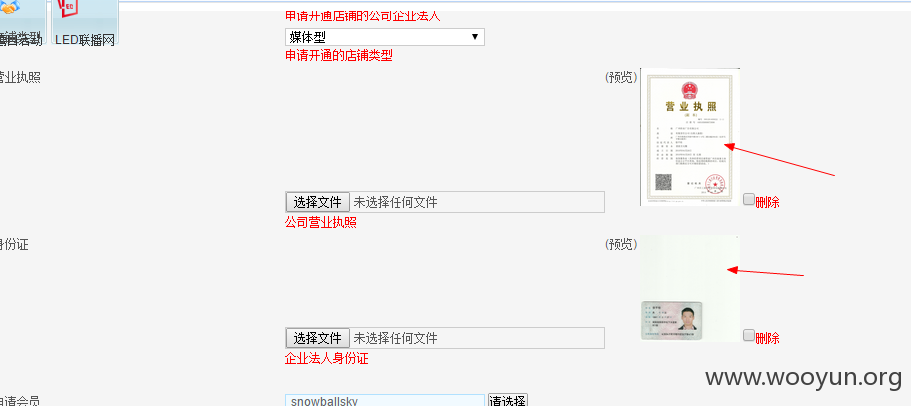 申请开通店铺的公司企业法人
LED联播网
媒体型
申请开通的店铺类型
营业执照
(预览)
营业执照
选择文件 未选择任何文件
删除
公司营业执照
身份证
(预览)
选择文件 未选择任何文件
删除
企业法人身份证
www.wooyun.org
申请会员
snowballsky
请选择